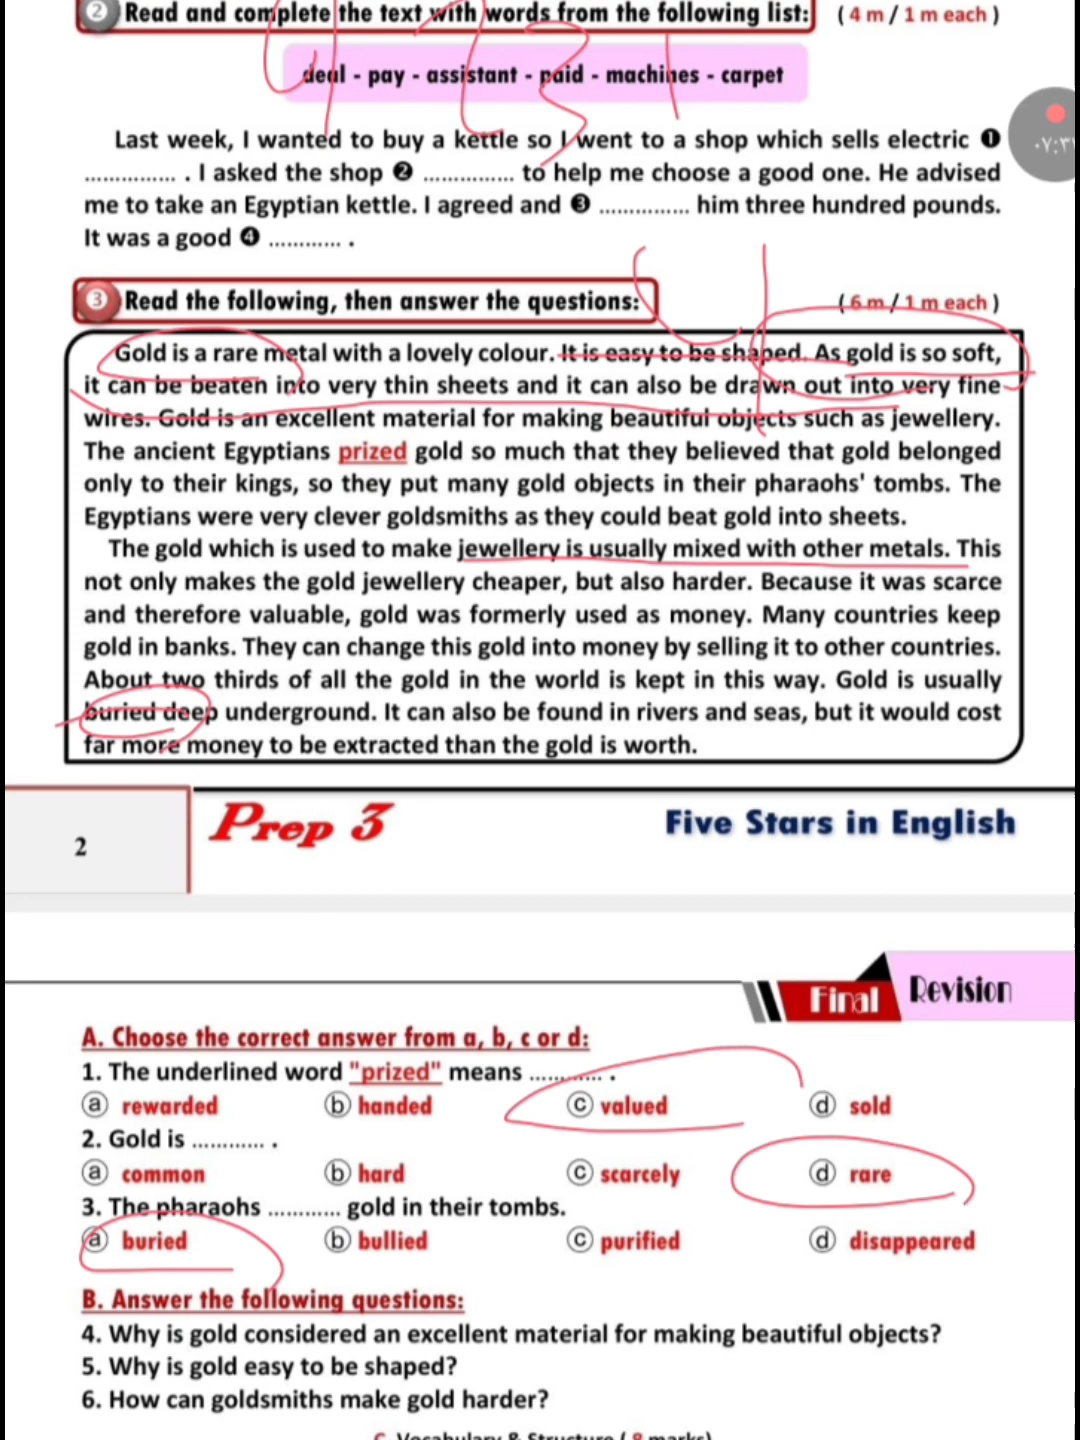 2 Read and complete the text with words from the following list: ( 4 m / 1 m each )
deal - pay - assistant - paid - machines - carpet
Last week, I wanted to buy a kettle so I went to a shop which sells electric ❶
............... . I asked the shop ❷ ............... to help me choose a good one. He advised
me to take an Egyptian kettle. I agreed and ❸ ............... him three hundred pounds.
It was a good ❹ ............ .
3 Read the following, then answer the questions: ( 6 m / 1 m each )
Gold is a rare metal with a lovely colour. It is easy to be shaped. As gold is so soft,
it can be beaten into very thin sheets and it can also be drawn out into very fine
wires. Gold is an excellent material for making beautiful objects such as jewellery.
The ancient Egyptians prized gold so much that they believed that gold belonged
only to their kings, so they put many gold objects in their pharaohs' tombs. The
Egyptians were very clever goldsmiths as they could beat gold into sheets.
The gold which is used to make jewellery is usually mixed with other metals. This
not only makes the gold jewellery cheaper, but also harder. Because it was scarce
and therefore valuable, gold was formerly used as money. Many countries keep
gold in banks. They can change this gold into money by selling it to other countries.
About two thirds of all the gold in the world is kept in this way. Gold is usually
buried deep underground. It can also be found in rivers and seas, but it would cost
far more money to be extracted than the gold is worth.
2 Prep 3 Five Stars in English
Final Revision
A. Choose the correct answer from a, b, c or d:
1. The underlined word "prized" means ............ .
ⓐ rewarded ⓑ handed ⓒ valued ⓓ sold
2. Gold is ............ .
ⓐ common ⓑ hard ⓒ scarcely ⓓ rare
3. The pharaohs ............ gold in their tombs.
ⓐ buried ⓑ bullied ⓒ purified ⓓ disappeared
B. Answer the following questions:
4. Why is gold considered an excellent material for making beautiful objects?
5. Why is gold easy to be shaped?
6. How can goldsmiths make gold harder?
C. Vocabulary & Structure ( 8 marks)